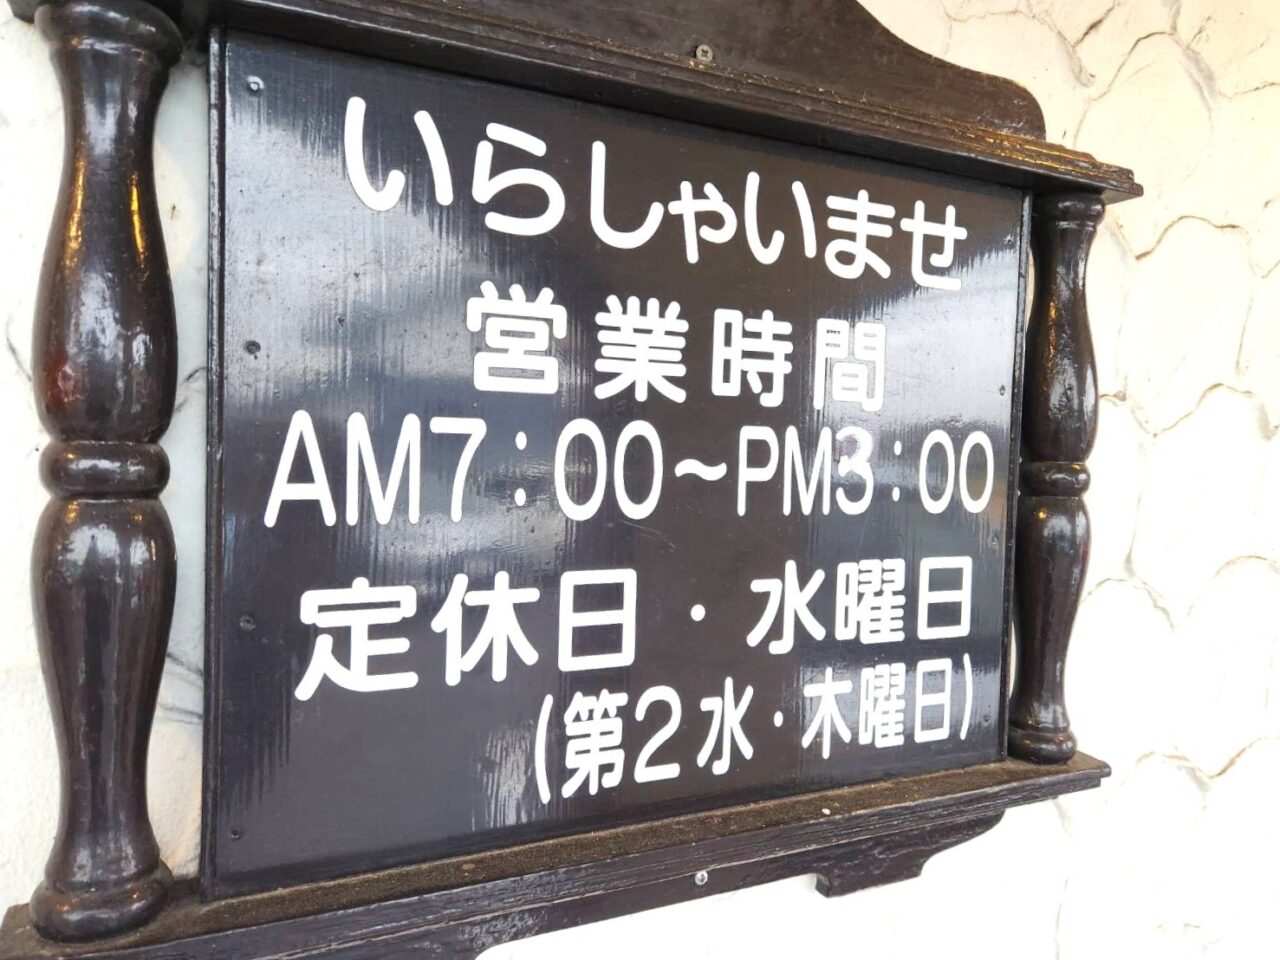 いらしゃいませ
営業時間
AM7:00～PM3:00
定休日・水曜日
(第2水・木曜日)